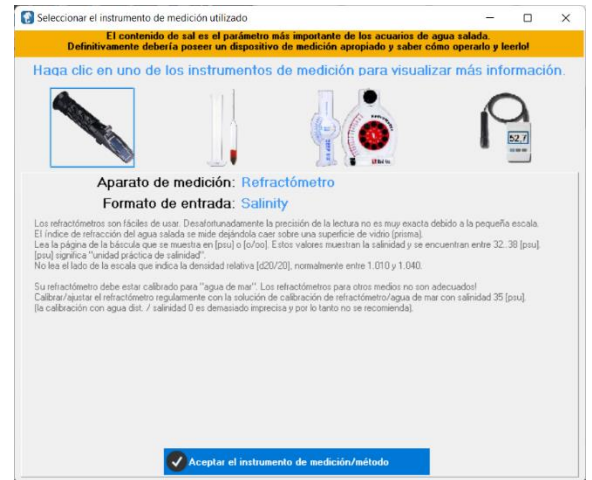 Seleccionar el instrumento de medición utilizado
El contenido de sal es el parámetro más importante de los acuarios de agua salada.
Definitivamente debería poseer un dispositivo de medición apropiado y saber cómo operarlo y leerlo!
Haga clic en uno de los instrumentos de medición para visualizar más información.
52,7
Aparato de medición: Refractómetro
Formato de entrada: Salinity
Los refractómetros son fáciles de usar. Desafortunadamente la precisión de la lectura no es muy exacta debido a la pequeña escala.
El índice de refracción del agua salada se mide dejándola caer sobre una superficie de vidrio (prisma).
Lea la página de la báscula que se muestra en [psu] o [o/oo]. Estos valores muestran la salinidad y se encuentran entre 32..38 [psu].
[psu] significa "unidad práctica de salinidad".
No lea el lado de la escala que indica la densidad relativa [d20/20], normalmente entre 1.010 y 1.040.
Su refractómetro debe estar calibrado para "agua de mar". Los refractómetros para otros medios no son adecuados!
Calibrar/ajustar el refractómetro regularmente con la solución de calibración de refractómetro/agua de mar con salinidad 35 [psu].
(la calibración con agua dist. / salinidad 0 es demasiado imprecisa y por lo tanto no se recomienda).
Aceptar el instrumento de medición/método